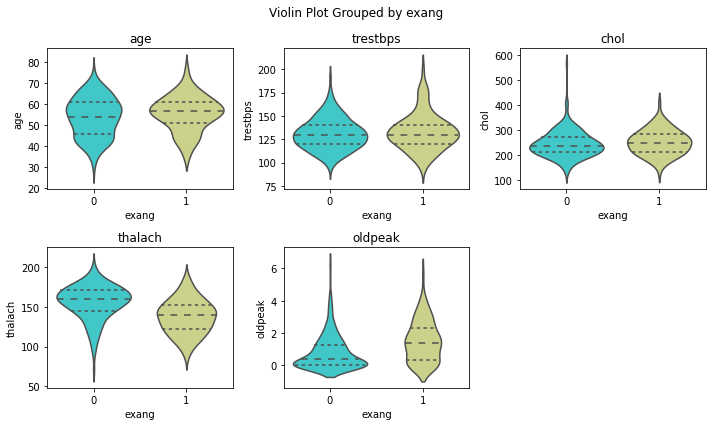 Violin Plot Grouped by exang
age
80
70
60
50
40
30
20
age
0
1
exang
trestbps
200
175
150
125
100
75
trestbps
0
1
exang
chol
600
500
400
300
200
100
chol
0
1
exang
thalach
200
150
100
50
thalach
0
1
exang
oldpeak
6
4
2
0
oldpeak
0
1
exang